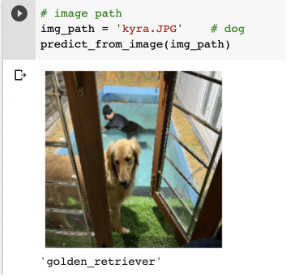 # image path
img_path = 'kyra.JPG'    # dog
predict_from_image(img_path)
'golden_retriever'